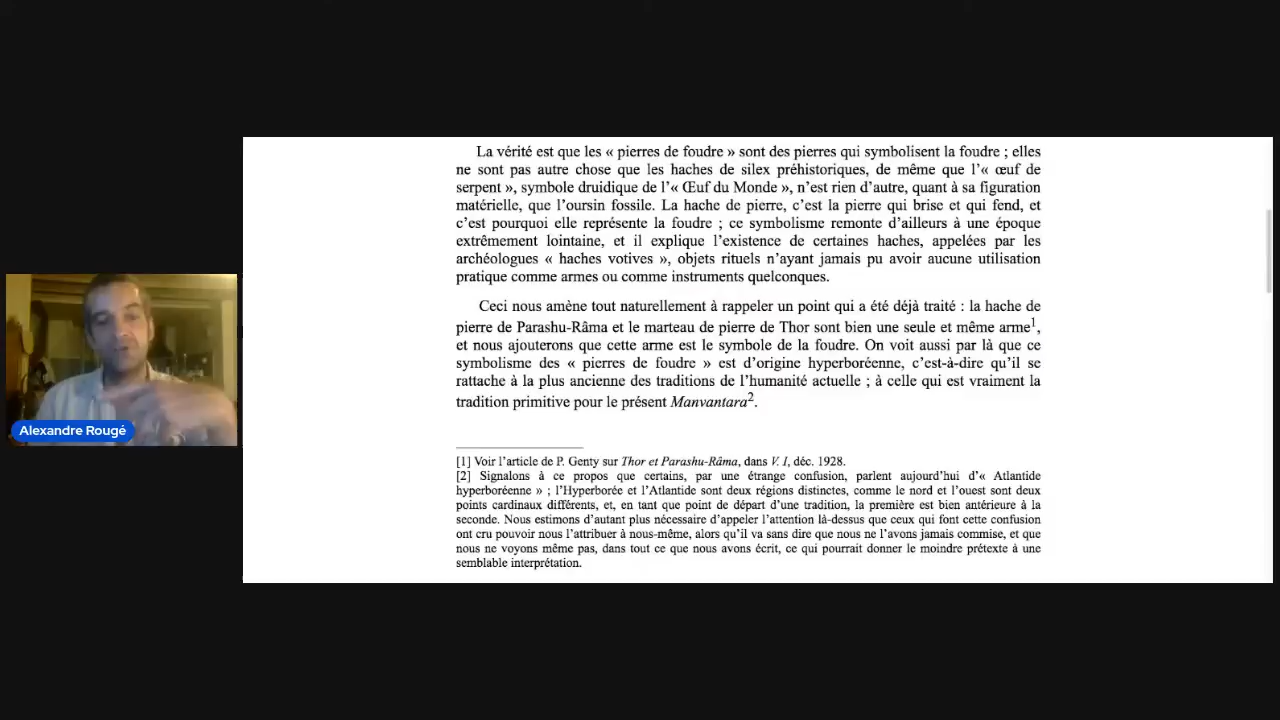 La vérité est que les « pierres de foudre » sont des pierres qui symbolisent la foudre ; elles
ne sont pas autre chose que les haches de silex préhistoriques, de même que l'« œuf de
serpent », symbole druidique de l'« Œuf du Monde », n'est rien d'autre, quant à sa figuration
matérielle, que l'oursin fossile. La hache de pierre, c'est la pierre qui brise et qui fend, et
c'est pourquoi elle représente la foudre ; ce symbolisme remonte d'ailleurs à une époque
extrêmement lointaine, et il explique l'existence de certaines haches, appelées par les
archéologues « haches votives », objets rituels n'ayant jamais pu avoir aucune utilisation
pratique comme armes ou comme instruments quelconques.
Ceci nous amène tout naturellement à rappeler un point qui a été déjà traité : la hache de
pierre de Parashu-Râma et le marteau de pierre de Thor sont bien une seule et même arme1,
et nous ajouterons que cette arme est le symbole de la foudre. On voit aussi par là que ce
symbolisme des « pierres de foudre » est d'origine hyperboréenne, c'est-à-dire qu'il se
rattache à la plus ancienne des traditions de l'humanité actuelle ; à celle qui est vraiment la
tradition primitive pour le présent Manvantara2.
[1] Voir l'article de P. Genty sur Thor et Parashu-Râma, dans V. I, déc. 1928.
[2] Signalons à ce propos que certains, par une étrange confusion, parlent aujourd'hui d'« Atlantide
hyperboréenne » ; l'Hyperborée et l'Atlantide sont deux régions distinctes, comme le nord et l'ouest sont deux
points cardinaux différents, et, en tant que point de départ d'une tradition, la première est bien antérieure à la
seconde. Nous estimons d'autant plus nécessaire d'appeler l'attention là-dessus que ceux qui font cette confusion
ont cru pouvoir nous l'attribuer à nous-même, alors qu'il va sans dire que nous ne l'avons jamais commise, et que
nous ne voyons même pas, dans tout ce que nous avons écrit, ce qui pourrait donner le moindre prétexte à une
semblable interprétation.
Alexandre Rougé